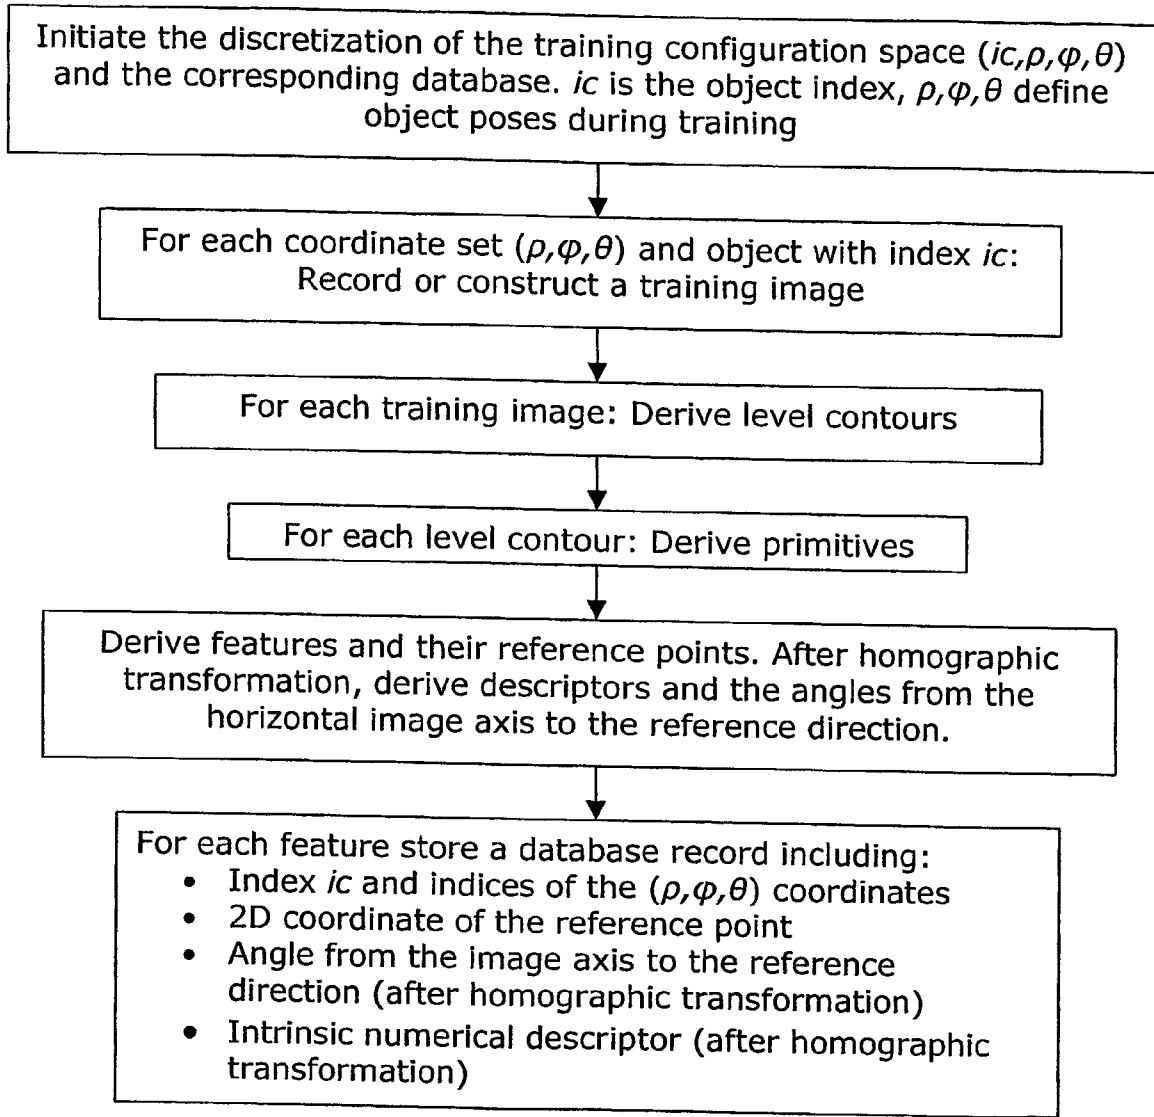 Initiate the discretization of the training configuration space (ic,ρ,φ,θ)
and the corresponding database. ic is the object index, ρ,φ,θ define
object poses during training
For each coordinate set (ρ,φ,θ) and object with index ic:
Record or construct a training image
For each training image: Derive level contours
For each level contour: Derive primitives
Derive features and their reference points. After homographic
transformation, derive descriptors and the angles from the
horizontal image axis to the reference direction.
For each feature store a database record including:
• Index ic and indices of the (ρ,φ,θ) coordinates
• 2D coordinate of the reference point
• Angle from the image axis to the reference
direction (after homographic transformation)
• Intrinsic numerical descriptor (after homographic
transformation)